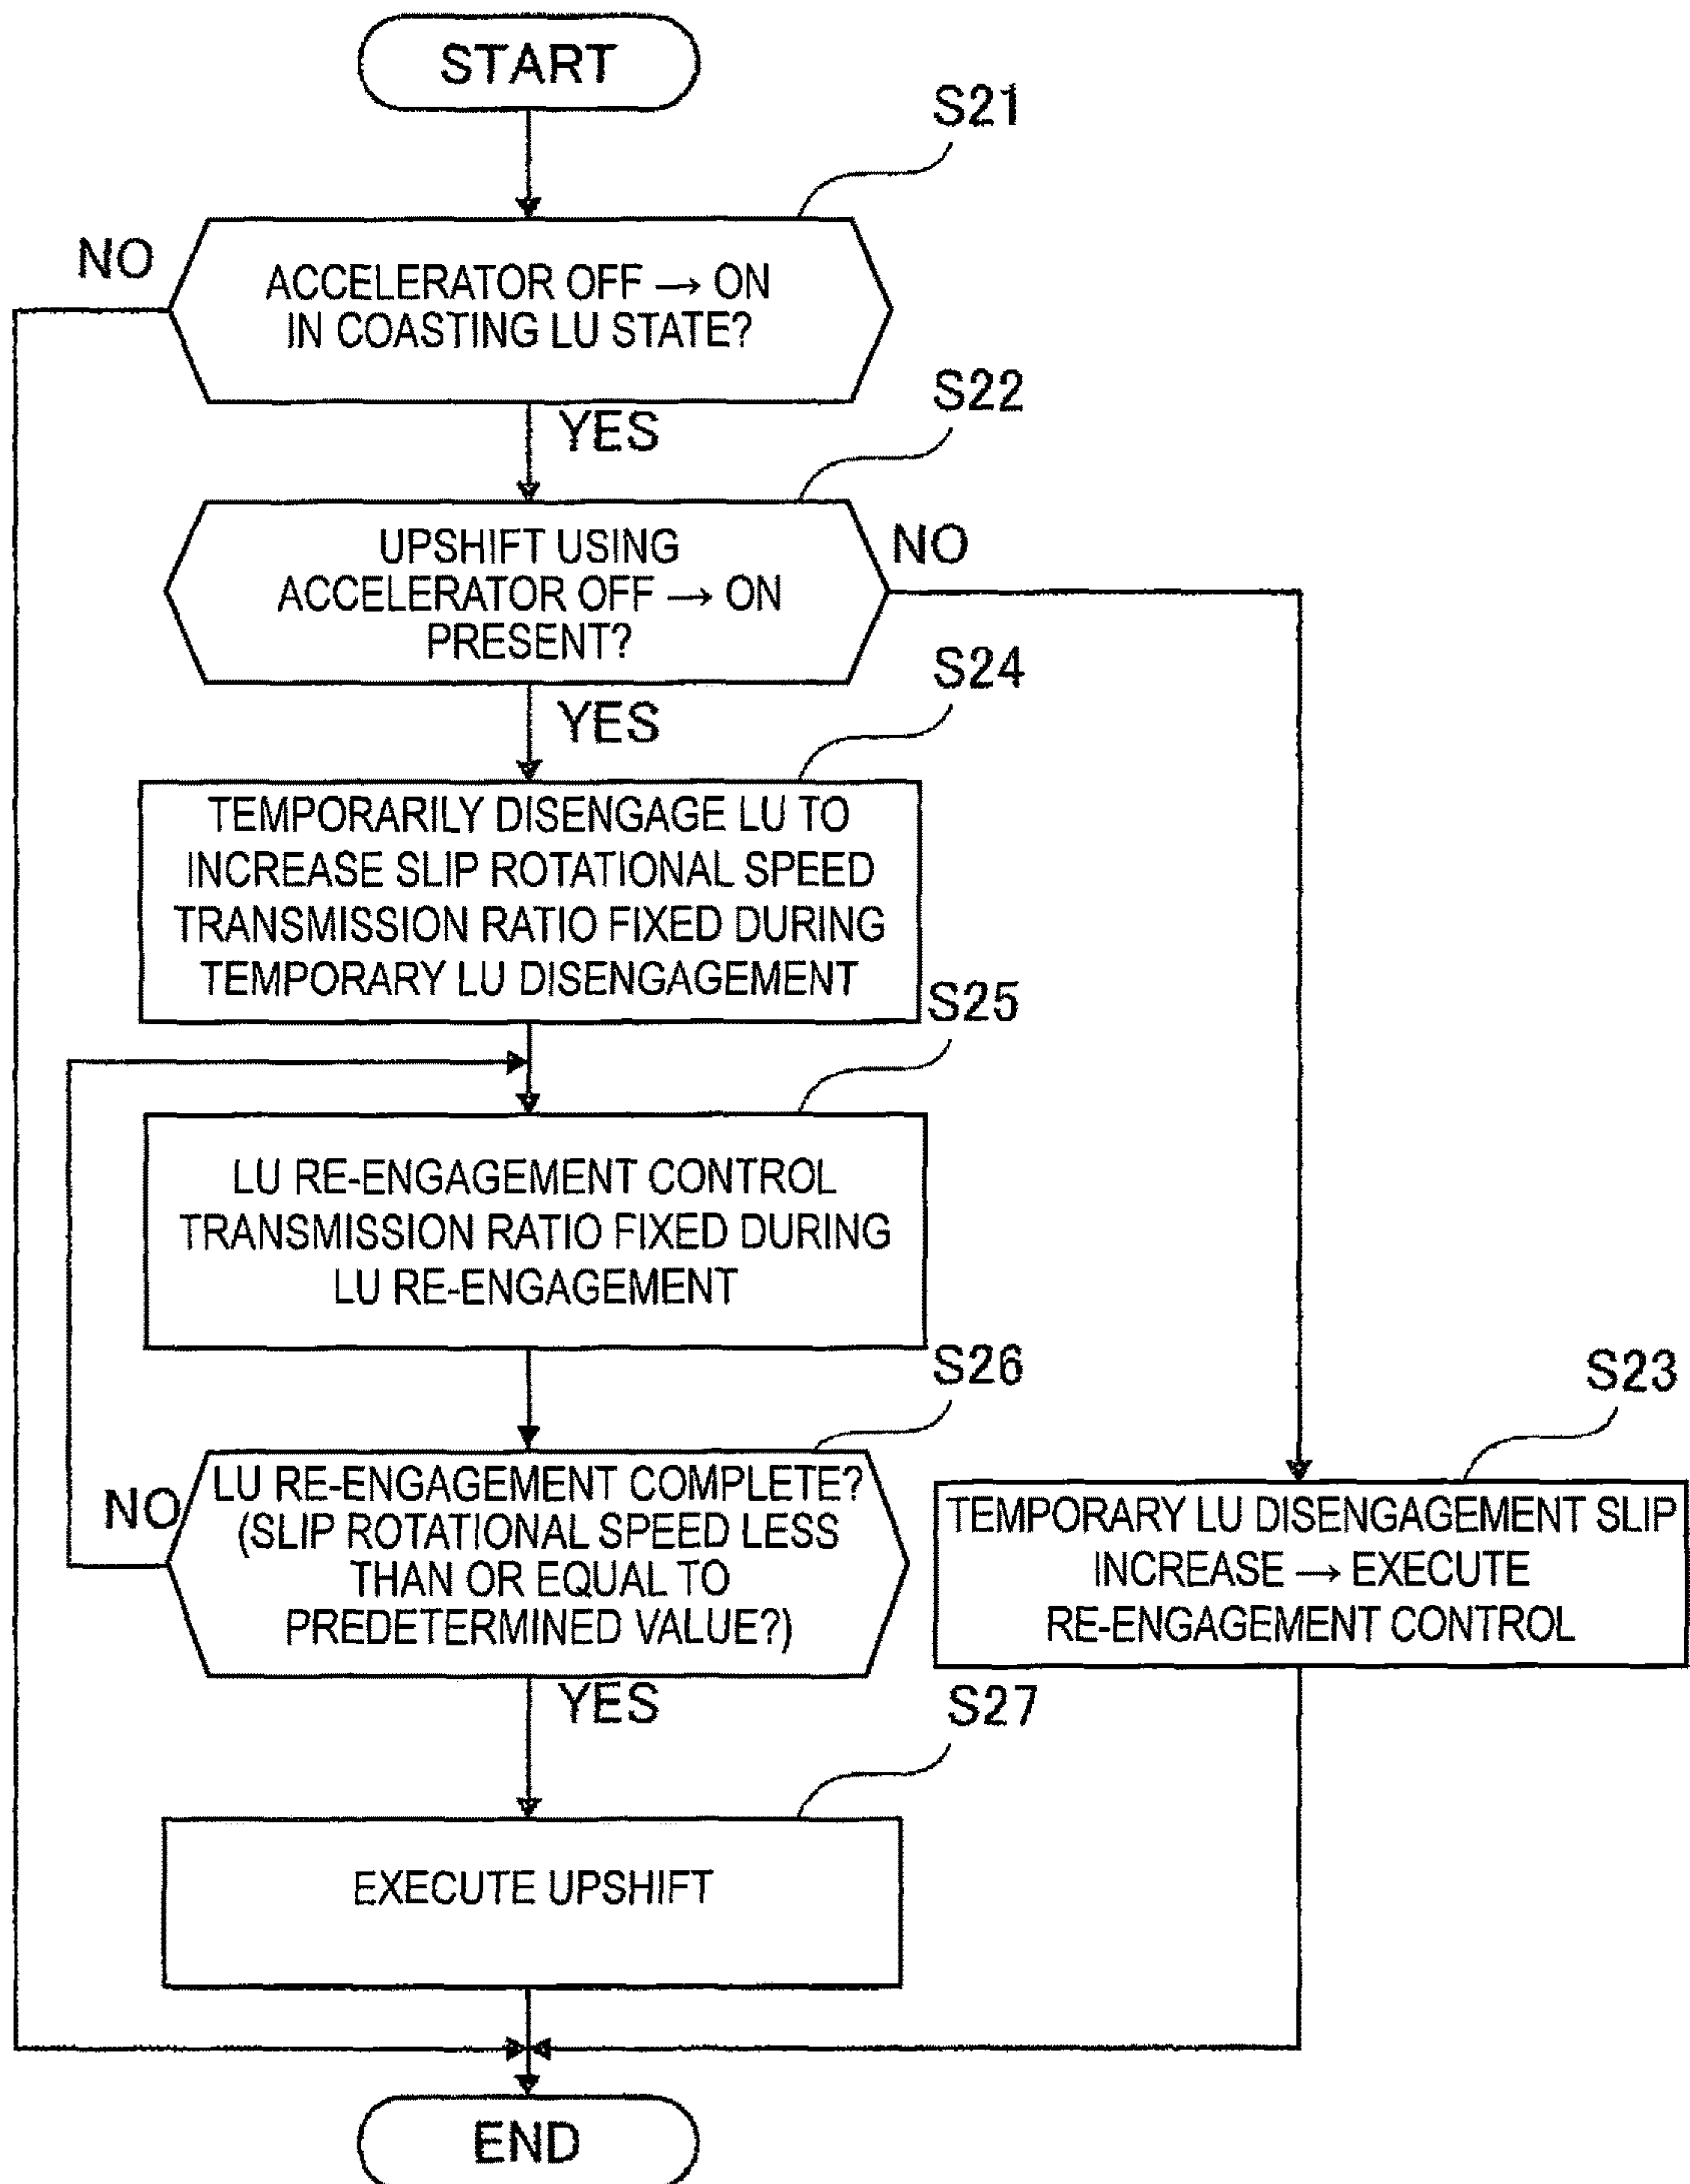 START
S21
NO
ACCELERATOR OFF → ON
IN COASTING LU STATE?
YES
S22
UPSHIFT USING
ACCELERATOR OFF → ON
PRESENT?
NO
YES
S24
TEMPORARILY DISENGAGE LU TO
INCREASE SLIP ROTATIONAL SPEED
TRANSMISSION RATIO FIXED DURING
TEMPORARY LU DISENGAGEMENT
S25
LU RE-ENGAGEMENT CONTROL
TRANSMISSION RATIO FIXED DURING
LU RE-ENGAGEMENT
S26
LU RE-ENGAGEMENT COMPLETE?
(SLIP ROTATIONAL SPEED LESS
THAN OR EQUAL TO
PREDETERMINED VALUE?)
NO
YES
S23
TEMPORARY LU DISENGAGEMENT SLIP
INCREASE → EXECUTE
RE-ENGAGEMENT CONTROL
S27
EXECUTE UPSHIFT
END